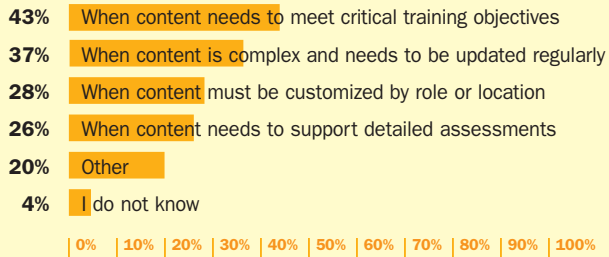 43% When content needs to meet critical training objectives
37% When content is complex and needs to be updated regularly
28% When content must be customized by role or location
26% When content needs to support detailed assessments
20% Other
4% I do not know
0% 10% 20% 30% 40% 50% 60% 70% 80% 90% 100%